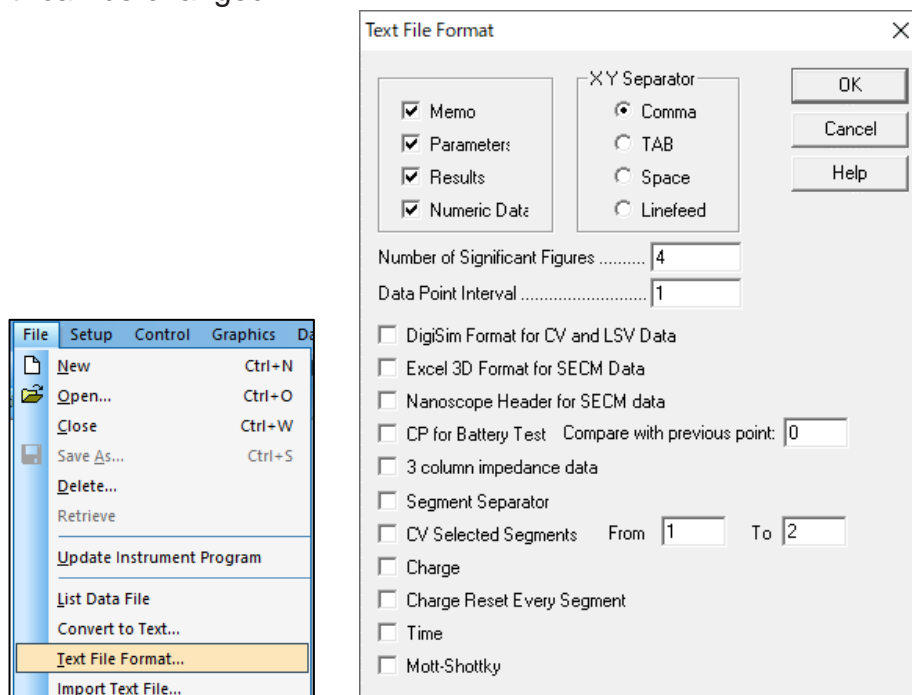 Text File Format
Memo
Parameters
Results
Numeric Data
X Y Separator
Comma
TAB
Space
Linefeed
OK
Cancel
Help
Number of Significant Figures .......... 4
Data Point Interval ........................... 1
DigiSim Format for CV and LSV Data
Excel 3D Format for SECM Data
Nanoscope Header for SECM data
CP for Battery Test Compare with previous point: 0
3 column impedance data
Segment Separator
CV Selected Segments From 1 To 2
Charge
Charge Reset Every Segment
Time
Mott-Shottky
File Setup Control Graphics Da
New Ctrl+N
Open... Ctrl+O
Close Ctrl+W
Save As... Ctrl+S
Delete...
Retrieve
Update Instrument Program
List Data File
Convert to Text...
Text File Format...
Import Text File...